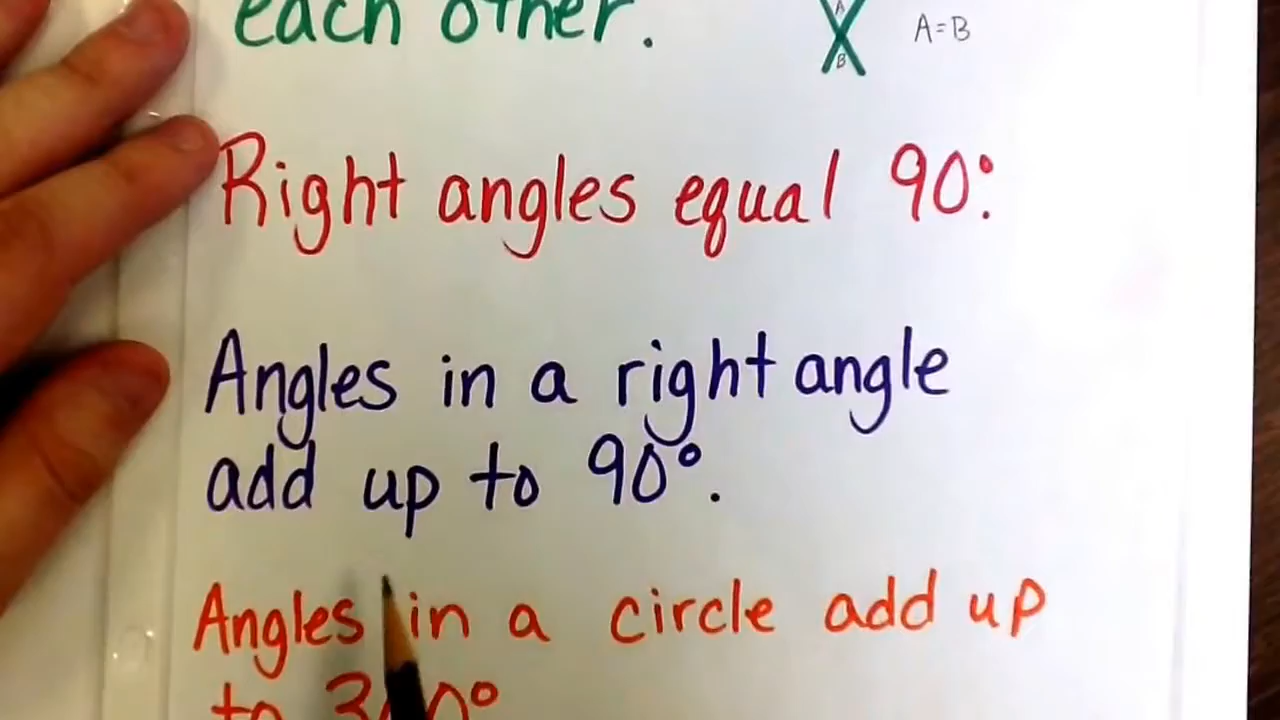 each other.
A
B
A=B
Right angles equal 90°.
Angles in a right angle
add up to 90°.
Angles in a circle add up
to